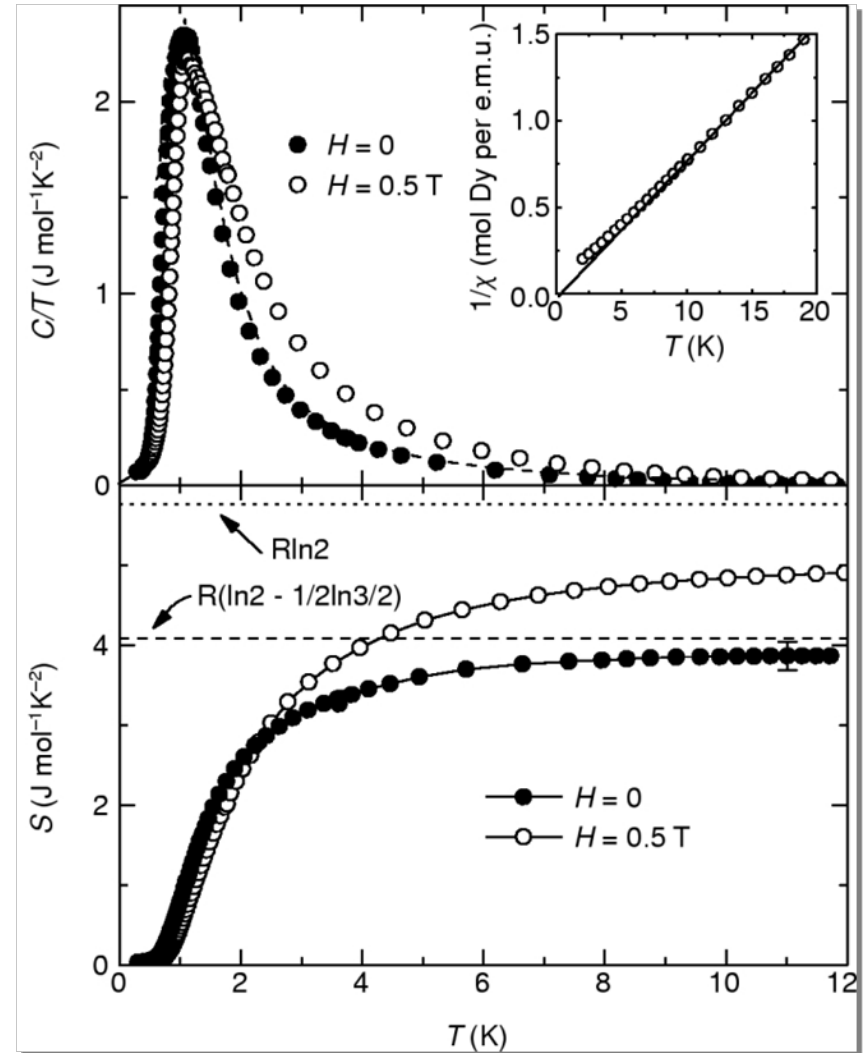 C/T (J mol⁻¹K⁻²)
2
1
0
H = 0
H = 0.5 T
1/χ (mol Dy per e.m.u.)
1.5
1.0
0.5
0.0
0 5 10 15 20
T (K)
Rln2
R(ln2 - 1/2ln3/2)
S (J mol⁻¹K⁻²)
4
2
0
H = 0
H = 0.5 T
0 2 4 6 8 10 12
T (K)